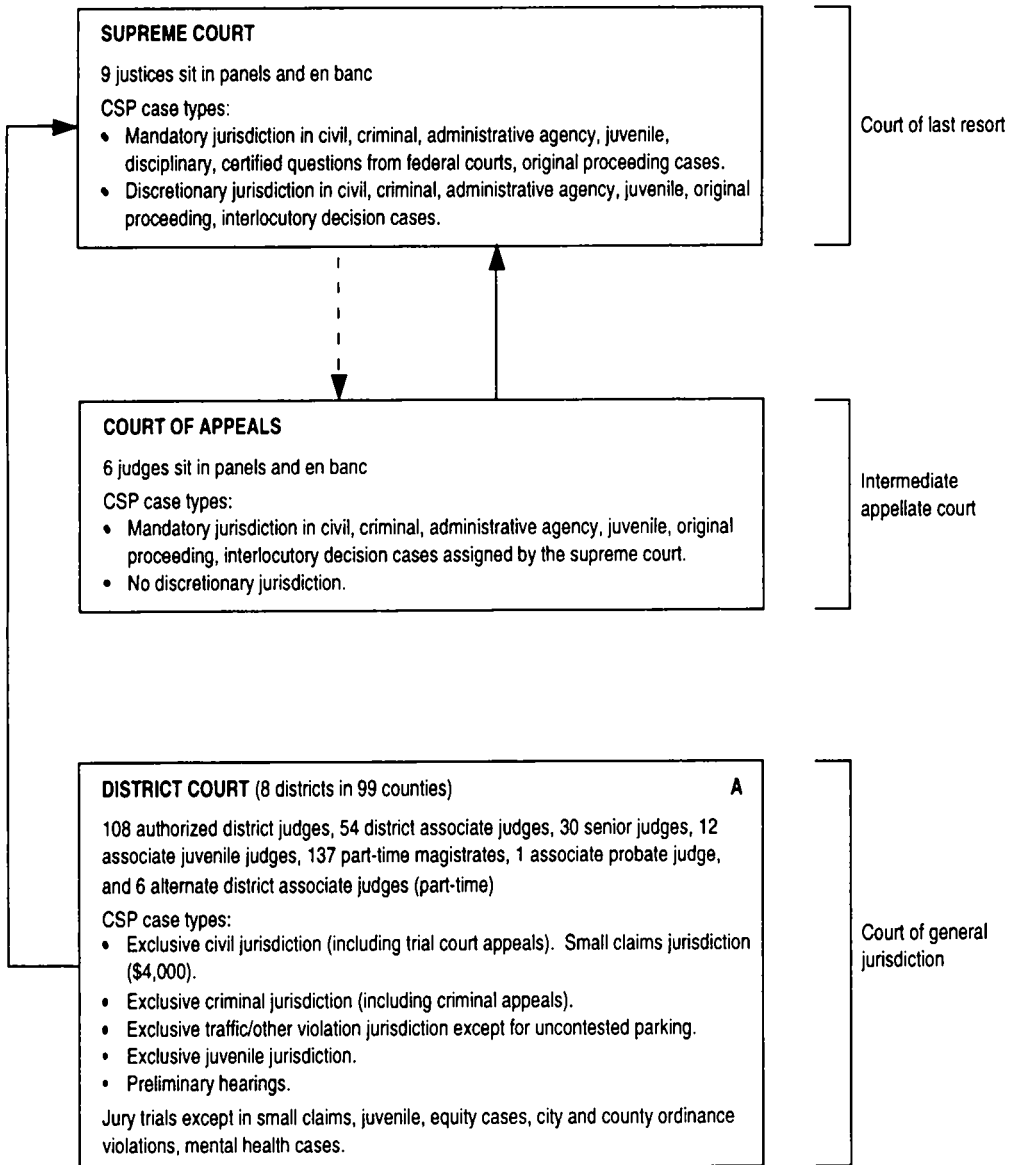 SUPREME COURT
9 justices sit in panels and en banc
CSP case types:
• Mandatory jurisdiction in civil, criminal, administrative agency, juvenile,
disciplinary, certified questions from federal courts, original proceeding cases.
• Discretionary jurisdiction in civil, criminal, administrative agency, juvenile, original
proceeding, interlocutory decision cases.
Court of last resort
COURT OF APPEALS
6 judges sit in panels and en banc
CSP case types:
• Mandatory jurisdiction in civil, criminal, administrative agency, juvenile, original
proceeding, interlocutory decision cases assigned by the supreme court.
• No discretionary jurisdiction.
Intermediate
appellate court
DISTRICT COURT (8 districts in 99 counties) A
108 authorized district judges, 54 district associate judges, 30 senior judges, 12
associate juvenile judges, 137 part-time magistrates, 1 associate probate judge,
and 6 alternate district associate judges (part-time)
CSP case types:
• Exclusive civil jurisdiction (including trial court appeals). Small claims jurisdiction
($4,000).
• Exclusive criminal jurisdiction (including criminal appeals).
• Exclusive traffic/other violation jurisdiction except for uncontested parking.
• Exclusive juvenile jurisdiction.
• Preliminary hearings.
Jury trials except in small claims, juvenile, equity cases, city and county ordinance
violations, mental health cases.
Court of general
jurisdiction